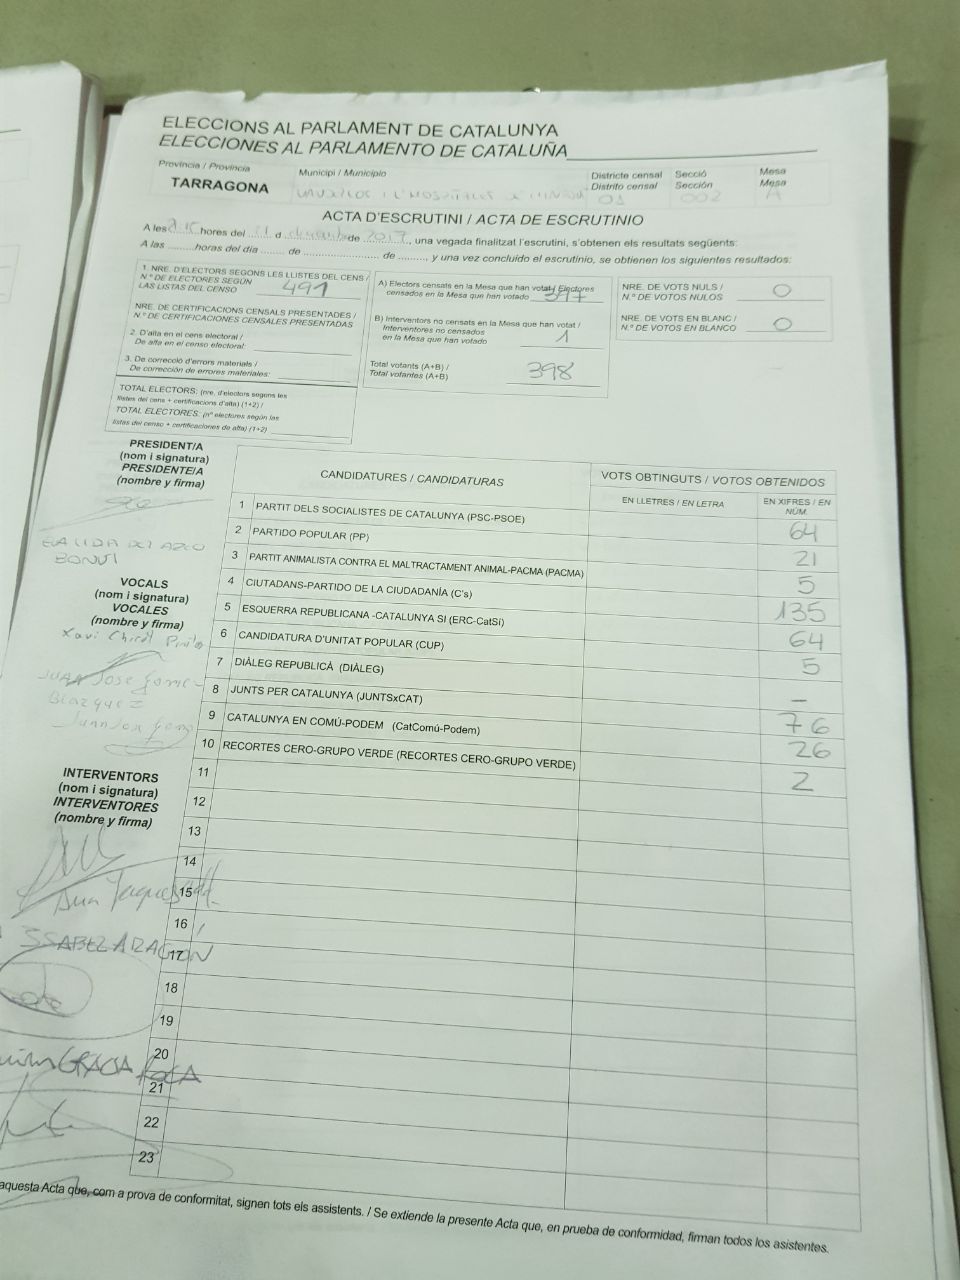 ELECCIONS AL PARLAMENT DE CATALUNYA
ELECCIONES AL PARLAMENTO DE CATALUÑA
Província / Provincia
TARRAGONA
Municipi / Municipio
Districte censal
Distrito censal
01
Secció
Sección
002
Mesa
Mesa
A
ACTA D'ESCRUTINI / ACTA DE ESCRUTINIO
A les hores del 21 d desembre de 2017, una vegada finalitzat l'escrutini, s'obtenen els resultats següents:
A las ......... horas del día ....... de ...................... de ........., y una vez concluido el escrutinio, se obtienen los siguientes resultados:
1. NRE. D'ELECTORS SEGONS LES LLISTES DEL CENS /
N.º DE ELECTORES SEGÚN
LAS LISTAS DEL CENSO 491
NRE. DE CERTIFICACIONS CENSALS PRESENTADES /
N.º DE CERTIFICACIONES CENSALES PRESENTADAS
2. D'alta en el cens electoral /
De alta en el censo electoral:
3. De correcció d'errors materials /
De corrección de errores materiales:
TOTAL ELECTORS: (nre. d'electors segons les
llistes del cens + certificacions d'alta) (1+2) /
TOTAL ELECTORES: (nº electores según las
listas del censo + certificaciones de alta) (1+2)
A) Electors censats en la Mesa que han votat / Electores
censados en la Mesa que han votado 397
B) Interventors no censats en la Mesa que han votat /
Interventores no censados
en la Mesa que han votado 1
Total votants (A+B) /
Total votantes (A+B) 398
NRE. DE VOTS NULS /
N.º DE VOTOS NULOS 0
NRE. DE VOTS EN BLANC /
N.º DE VOTOS EN BLANCO 0
PRESIDENT/A
(nom i signatura)
PRESIDENTE/A
(nombre y firma)
VOCALS
(nom i signatura)
VOCALES
(nombre y firma)
Xavi
JUAN José Gómez
Blázquez
INTERVENTORS
(nom i signatura)
INTERVENTORES
(nombre y firma)
ISABEL ARAGON
GRACIA ROCA
CANDIDATURES / CANDIDATURAS
VOTS OBTINGUTS / VOTOS OBTENIDOS
EN LLETRES / EN LETRA
EN XIFRES / EN
NÚM.
1 PARTIT DELS SOCIALISTES DE CATALUNYA (PSC-PSOE) 64
2 PARTIDO POPULAR (PP) 21
3 PARTIT ANIMALISTA CONTRA EL MALTRACTAMENT ANIMAL-PACMA (PACMA) 5
4 CIUTADANS-PARTIDO DE LA CIUDADANÍA (C's) 135
5 ESQUERRA REPUBLICANA -CATALUNYA SI (ERC-CatSí) 64
6 CANDIDATURA D'UNITAT POPULAR (CUP) 5
7 DIÀLEG REPUBLICÀ (DIÀLEG) –
8 JUNTS PER CATALUNYA (JUNTSxCAT) 76
9 CATALUNYA EN COMÚ-PODEM (CatComú-Podem) 26
10 RECORTES CERO-GRUPO VERDE (RECORTES CERO-GRUPO VERDE) 2
11
12
13
14
15
16
17
18
19
20
21
22
23
aquesta Acta que, com a prova de conformitat, signen tots els assistents. / Se extiende la presente Acta que, en prueba de conformidad, firman todos los asistentes.